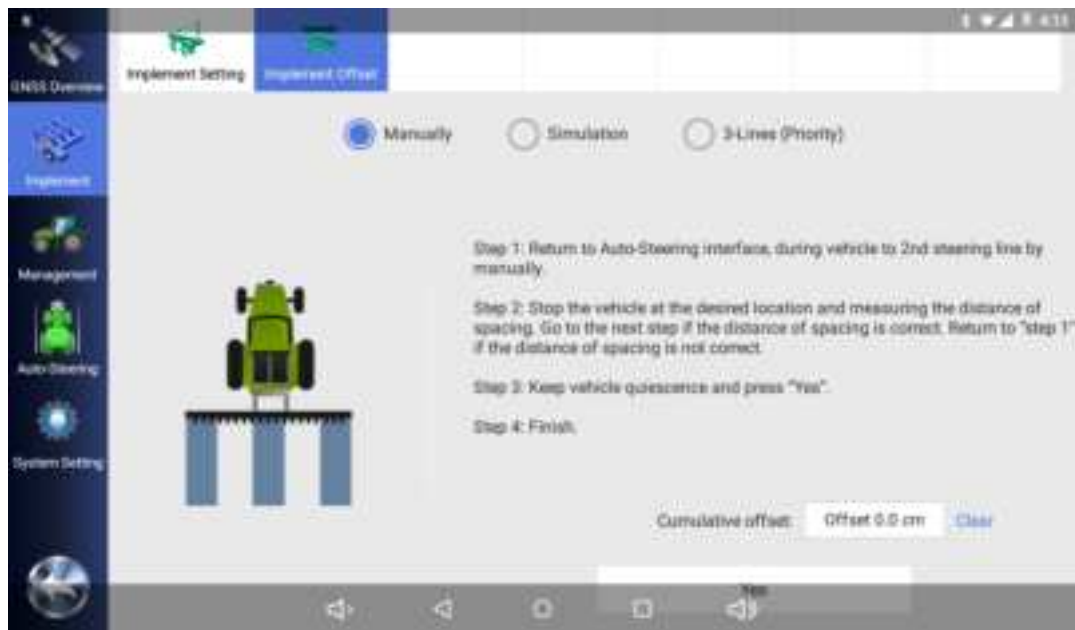 4:33
GNSS Overview
Implement Setting
Implement Offset
Manually
Simulation
3-Lines (Priority)
Implement
Management
Auto-Steering
System Setting
Step 1: Return to Auto-Steering interface, during vehicle to 2nd steering line by
manually.
Step 2: Stop the vehicle at the desired location and measuring the distance of
spacing. Go to the next step if the distance of spacing is correct. Return to "step 1"
if the distance of spacing is not correct.
Step 3: Keep vehicle quiescence and press "Yes".
Step 4: Finish.
Cumulative offset:
Offset 0.0 cm
Clear
Yes